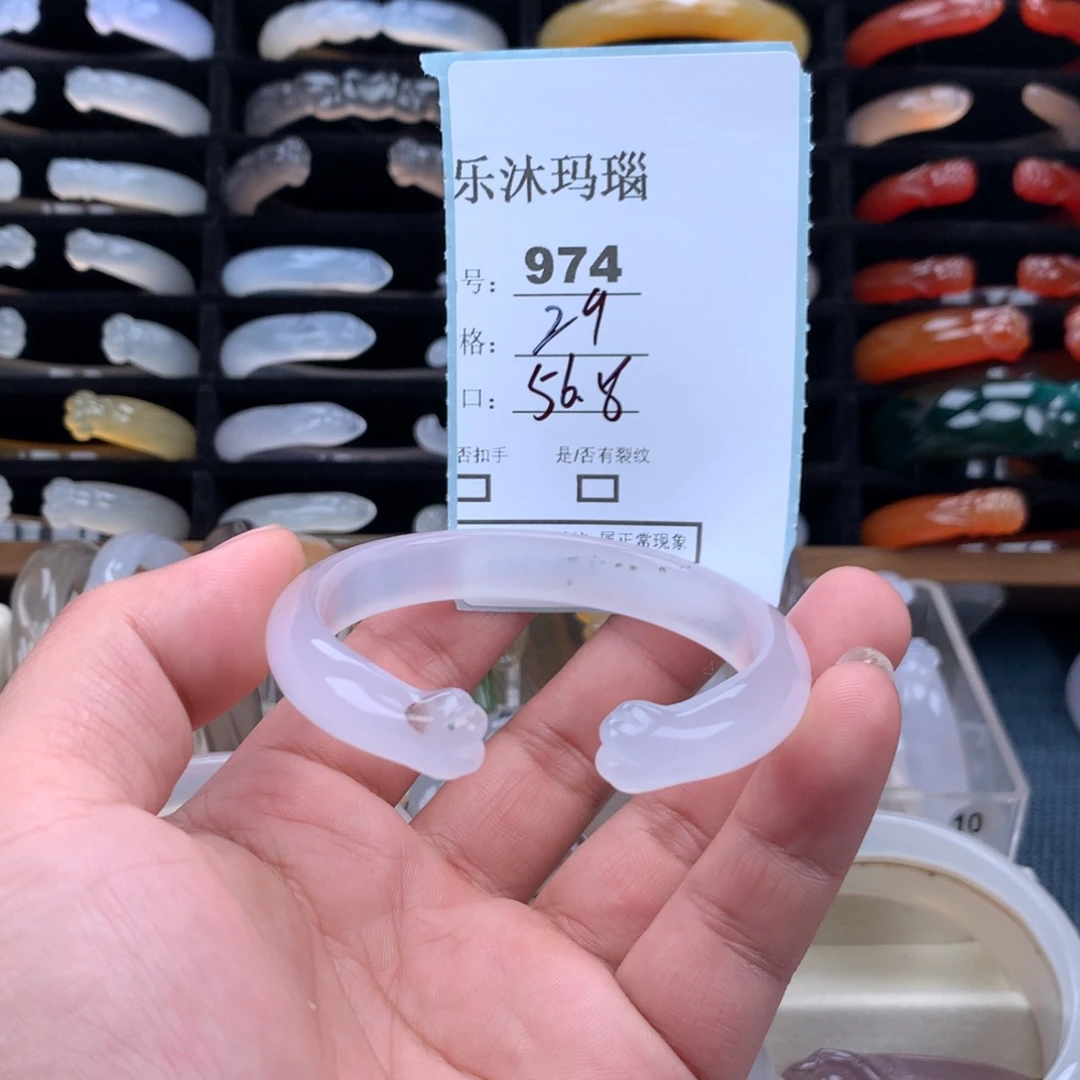 乐沐玛瑙
号: 974
格: 29
口: 56.8
否扣手 是/否有裂纹
属正常现象
10